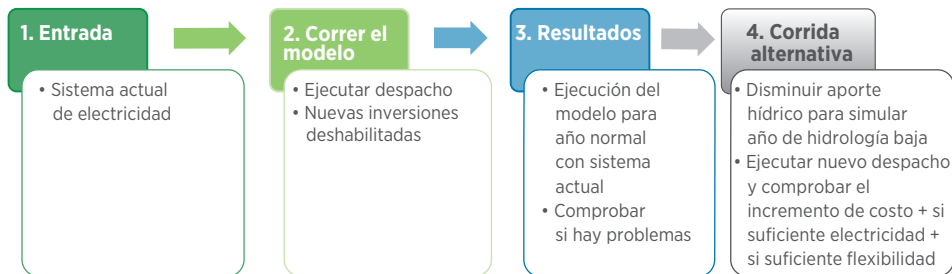 1. Entrada
• Sistema actual
de electricidad
2. Correr el
modelo
• Ejecutar despacho
• Nuevas inversiones
deshabilitadas
3. Resultados
• Ejecución del
modelo para
año normal
con sistema
actual
• Comprobar
si hay problemas
4. Corrida
alternativa
• Disminuir aporte
hídrico para simular
año de hidrología baja
• Ejecutar nuevo despacho
y comprobar el
incremento de costo + si
suficiente electricidad +
si suficiente flexibilidad